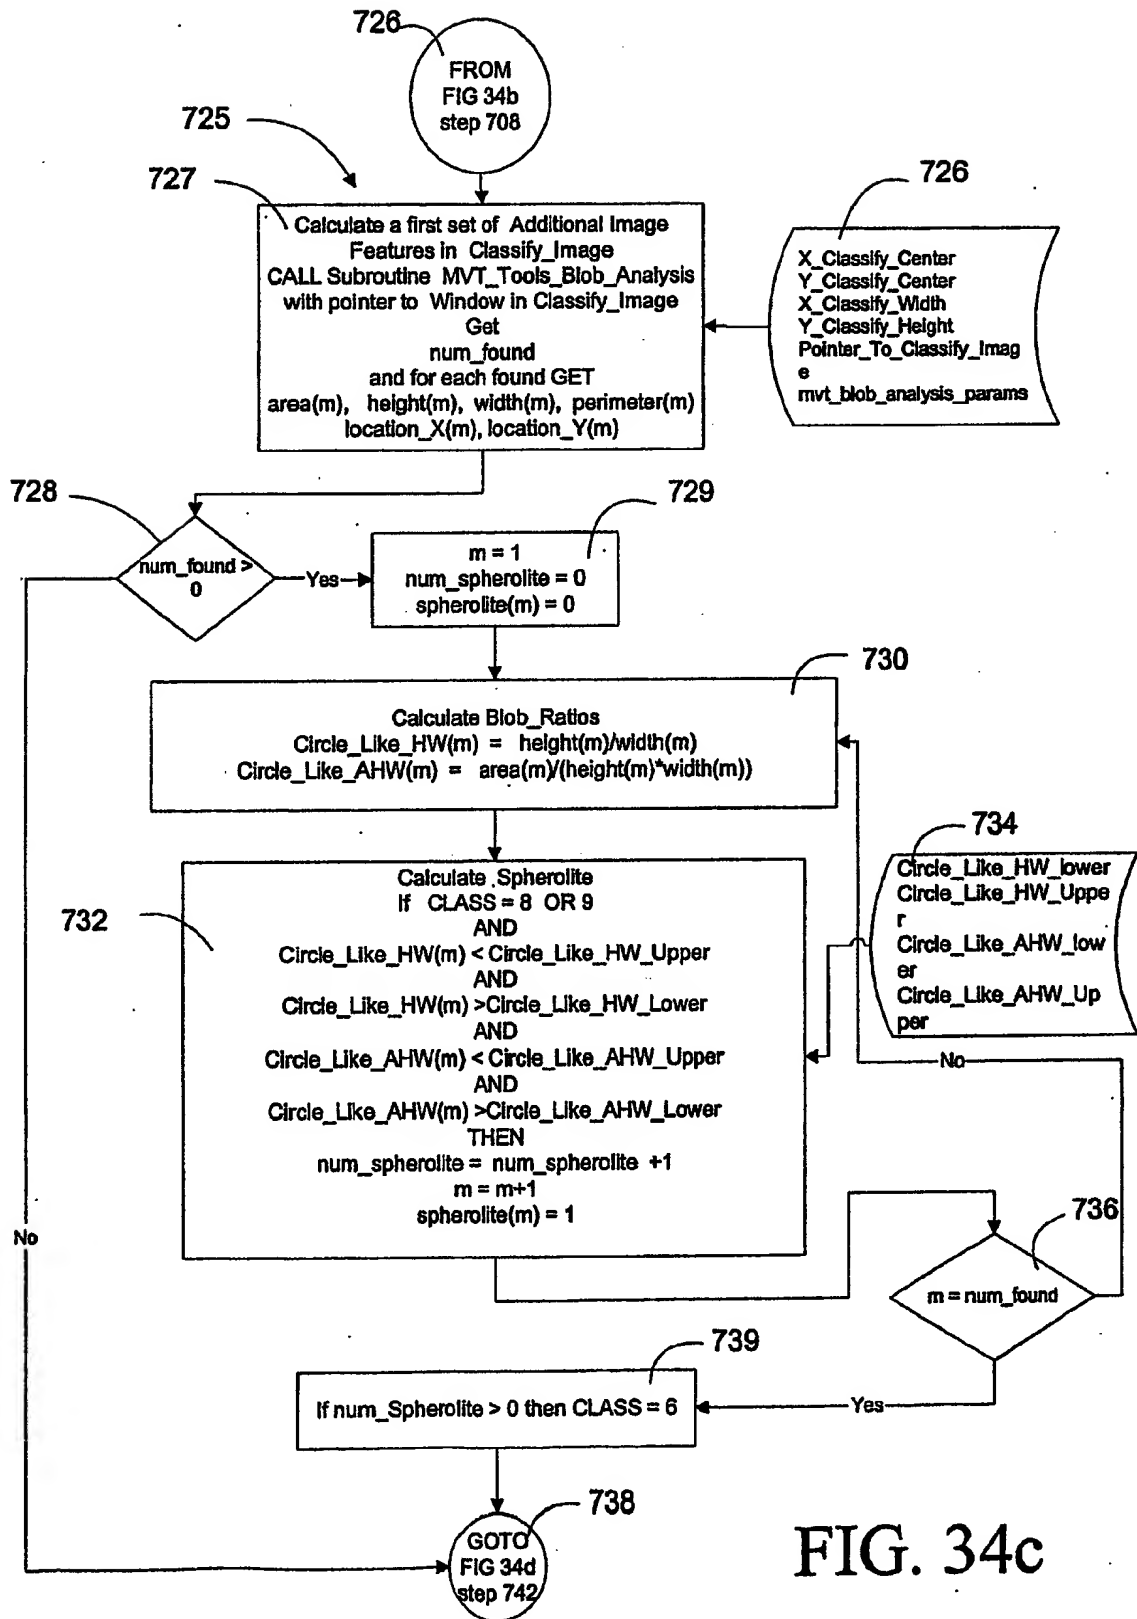 726
FROM
FIG 34b
step 708
725
727
Calculate a first set of Additional Image
Features in Classify_Image
CALL Subroutine MVT_Tools_Blob_Analysis
with pointer to Window in Classify_Image
Get
num_found
and for each found GET
area(m), height(m), width(m), perimeter(m)
location_X(m), location_Y(m)
726
X_Classify_Center
Y_Classify_Center
X_Classify_Width
Y_Classify_Height
Pointer_To_Classify_Imag
e
mvt_blob_analysis_params
728
num_found >
0
Yes
729
m = 1
num_spherolite = 0
spherolite(m) = 0
730
Calculate Blob_Ratios
Circle_Like_HW(m) = height(m)/width(m)
Circle_Like_AHW(m) = area(m)/(height(m)*width(m))
732
Calculate .Spherolite
If CLASS = 8 OR 9
AND
Circle_Like_HW(m) < Circle_Like_HW_Upper
AND
Circle_Like_HW(m) >Circle_Like_HW_Lower
AND
Circle_Like_AHW(m) < Circle_Like_AHW_Upper
AND
Circle_Like_AHW(m) >Circle_Like_AHW_Lower
THEN
num_spherolite = num_spherolite +1
m = m+1
spherolite(m) = 1
734
Circle_Like_HW_lower
Circle_Like_HW_Uppe
r
Circle_Like_AHW_low
er
Circle_Like_AHW_Up
per
No
No
736
m = num_found
Yes
739
If num_Spherolite > 0 then CLASS = 6
738
GOTO
FIG 34d
step 742
FIG. 34c